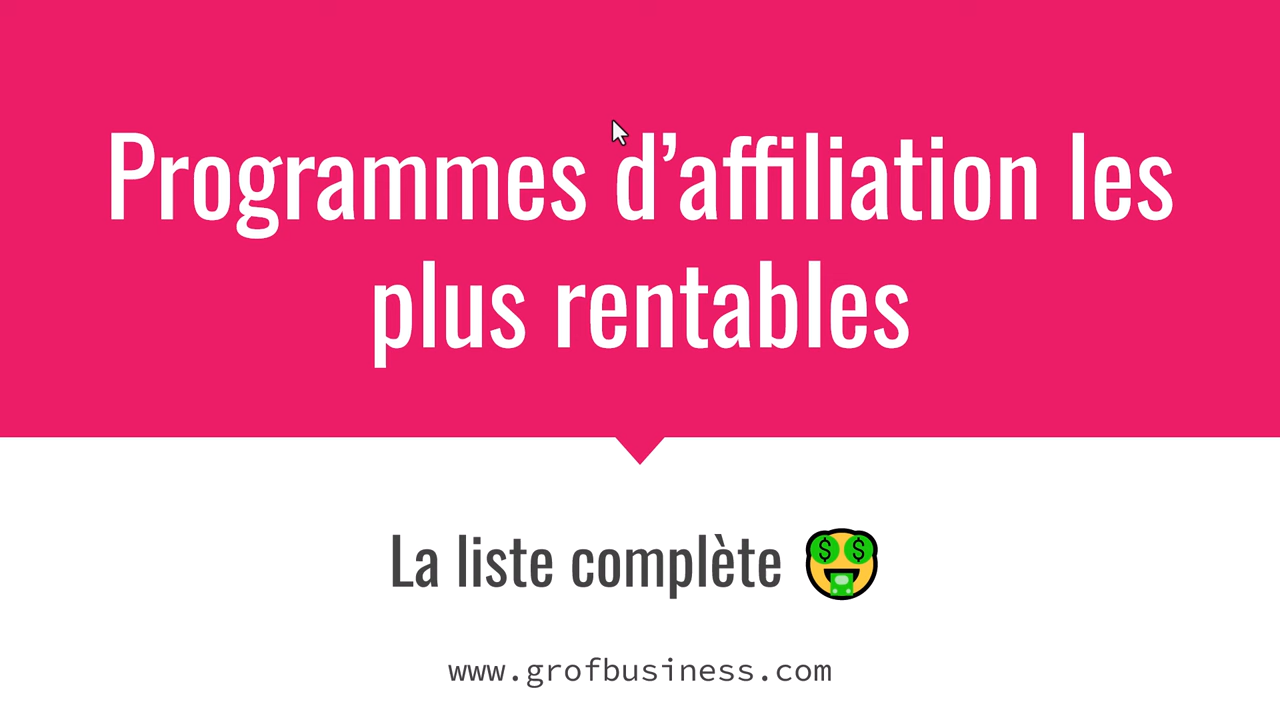 Programmes d’affiliation les
plus rentables
La liste complète 🤑
www.grofbusiness.com